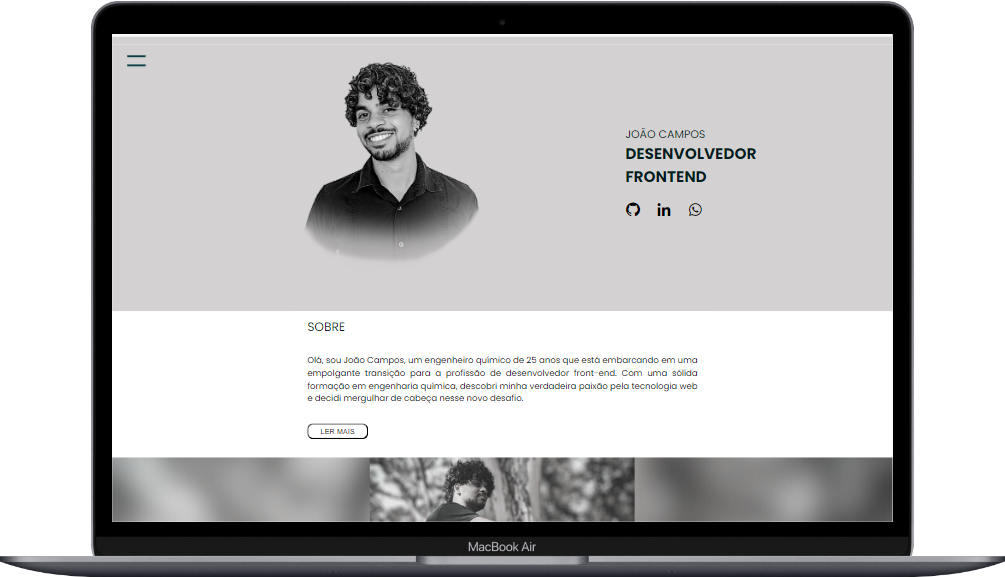 JOÃO CAMPOS
DESENVOLVEDOR
FRONTEND
in
SOBRE
Olá, sou João Campos, um engenheiro químico de 25 anos que está embarcando em uma
empolgante transição para a profissão de desenvolvedor front-end. Com uma sólida
formação em engenharia química, descobri minha verdadeira paixão pela tecnologia web
e decidi mergulhar de cabeça nesse novo desafio.
LER MAIS
MacBook Air